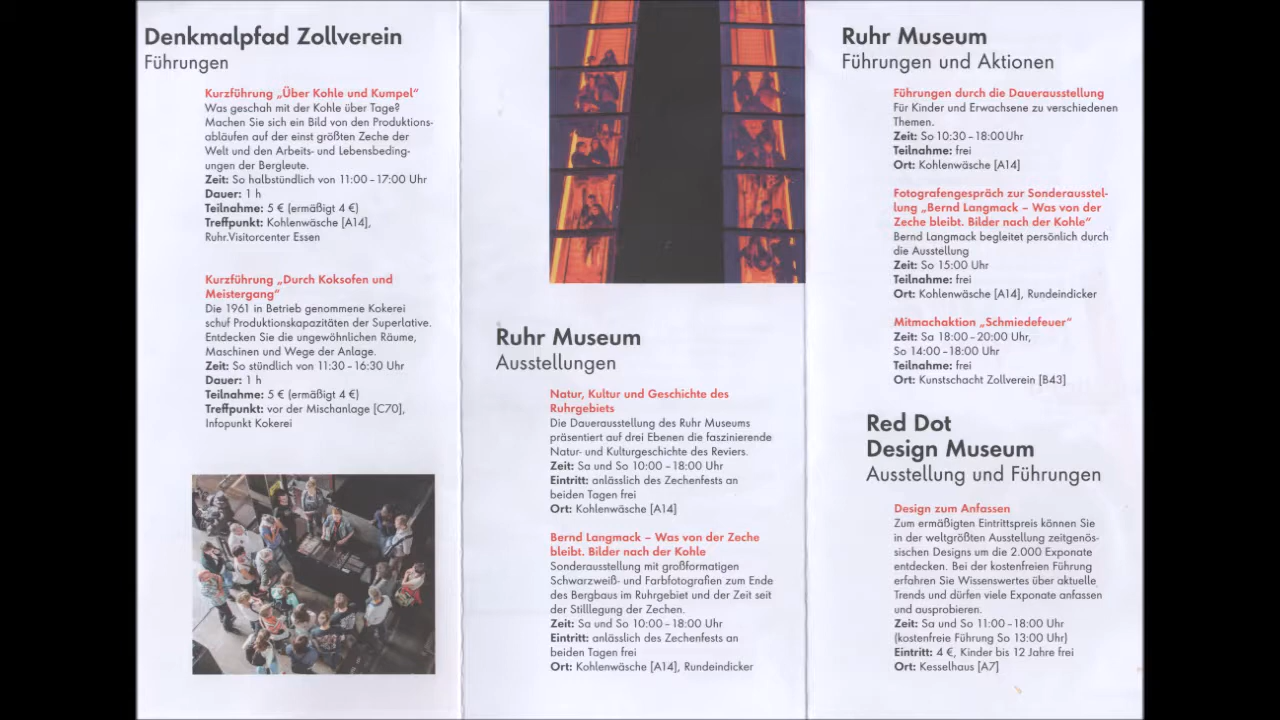 Denkmalpfad Zollverein
Führungen
Kurzführung „Über Kohle und Kumpel“
Was geschah mit der Kohle über Tage?
Machen Sie sich ein Bild von den Produktions-
abläufen auf der einst größten Zeche der
Welt und den Arbeits- und Lebensbeding-
ungen der Bergleute.
Zeit: So halbstündlich von 11:00 – 17:00 Uhr
Dauer: 1 h
Teilnahme: 5 € (ermäßigt 4 €)
Treffpunkt: Kohlenwäsche [A14],
Ruhr.Visitorcenter Essen
Kurzführung „Durch Koksofen und
Meistergang“
Die 1961 in Betrieb genommene Kokerei
schuf Produktionskapazitäten der Superlative.
Entdecken Sie die ungewöhnlichen Räume,
Maschinen und Wege der Anlage.
Zeit: So stündlich von 11:30 – 16:30 Uhr
Dauer: 1 h
Teilnahme: 5 € (ermäßigt 4 €)
Treffpunkt: vor der Mischanlage [C70],
Infopunkt Kokerei
Ruhr Museum
Ausstellungen
Natur, Kultur und Geschichte des
Ruhrgebiets
Die Dauerausstellung des Ruhr Museums
präsentiert auf drei Ebenen die faszinierende
Natur- und Kulturgeschichte des Reviers.
Zeit: Sa und So 10:00 – 18:00 Uhr
Eintritt: anlässlich des Zechenfests an
beiden Tagen frei
Ort: Kohlenwäsche [A14]
Bernd Langmack – Was von der Zeche
bleibt. Bilder nach der Kohle
Sonderausstellung mit großformatigen
Schwarzweiß- und Farbfotografien zum Ende
des Bergbaus im Ruhrgebiet und der Zeit seit
der Stilllegung der Zechen.
Zeit: Sa und So 10:00 – 18:00 Uhr
Eintritt: anlässlich des Zechenfests an
beiden Tagen frei
Ort: Kohlenwäsche [A14], Rundeindicker
Ruhr Museum
Führungen und Aktionen
Führungen durch die Dauerausstellung
Für Kinder und Erwachsene zu verschiedenen
Themen.
Zeit: So 10:30 – 18:00 Uhr
Teilnahme: frei
Ort: Kohlenwäsche [A14]
Fotografengespräch zur Sonderausstel-
lung „Bernd Langmack – Was von der
Zeche bleibt. Bilder nach der Kohle“
Bernd Langmack begleitet persönlich durch
die Ausstellung
Zeit: So 15:00 Uhr
Teilnahme: frei
Ort: Kohlenwäsche [A14], Rundeindicker
Mitmachaktion „Schmiedefeuer“
Zeit: Sa 18:00 – 20:00 Uhr,
So 14:00 – 18:00 Uhr
Teilnahme: frei
Ort: Kunstschacht Zollverein [B43]
Red Dot
Design Museum
Ausstellung und Führungen
Design zum Anfassen
Zum ermäßigten Eintrittspreis können Sie
in der weltgrößten Ausstellung zeitgenös-
sischen Designs um die 2.000 Exponate
entdecken. Bei der kostenfreien Führung
erfahren Sie Wissenswertes über aktuelle
Trends und dürfen viele Exponate anfassen
und ausprobieren.
Zeit: Sa und So 11:00 – 18:00 Uhr
(kostenfreie Führung So 13:00 Uhr)
Eintritt: 4 €, Kinder bis 12 Jahre frei
Ort: Kesselhaus [A7]